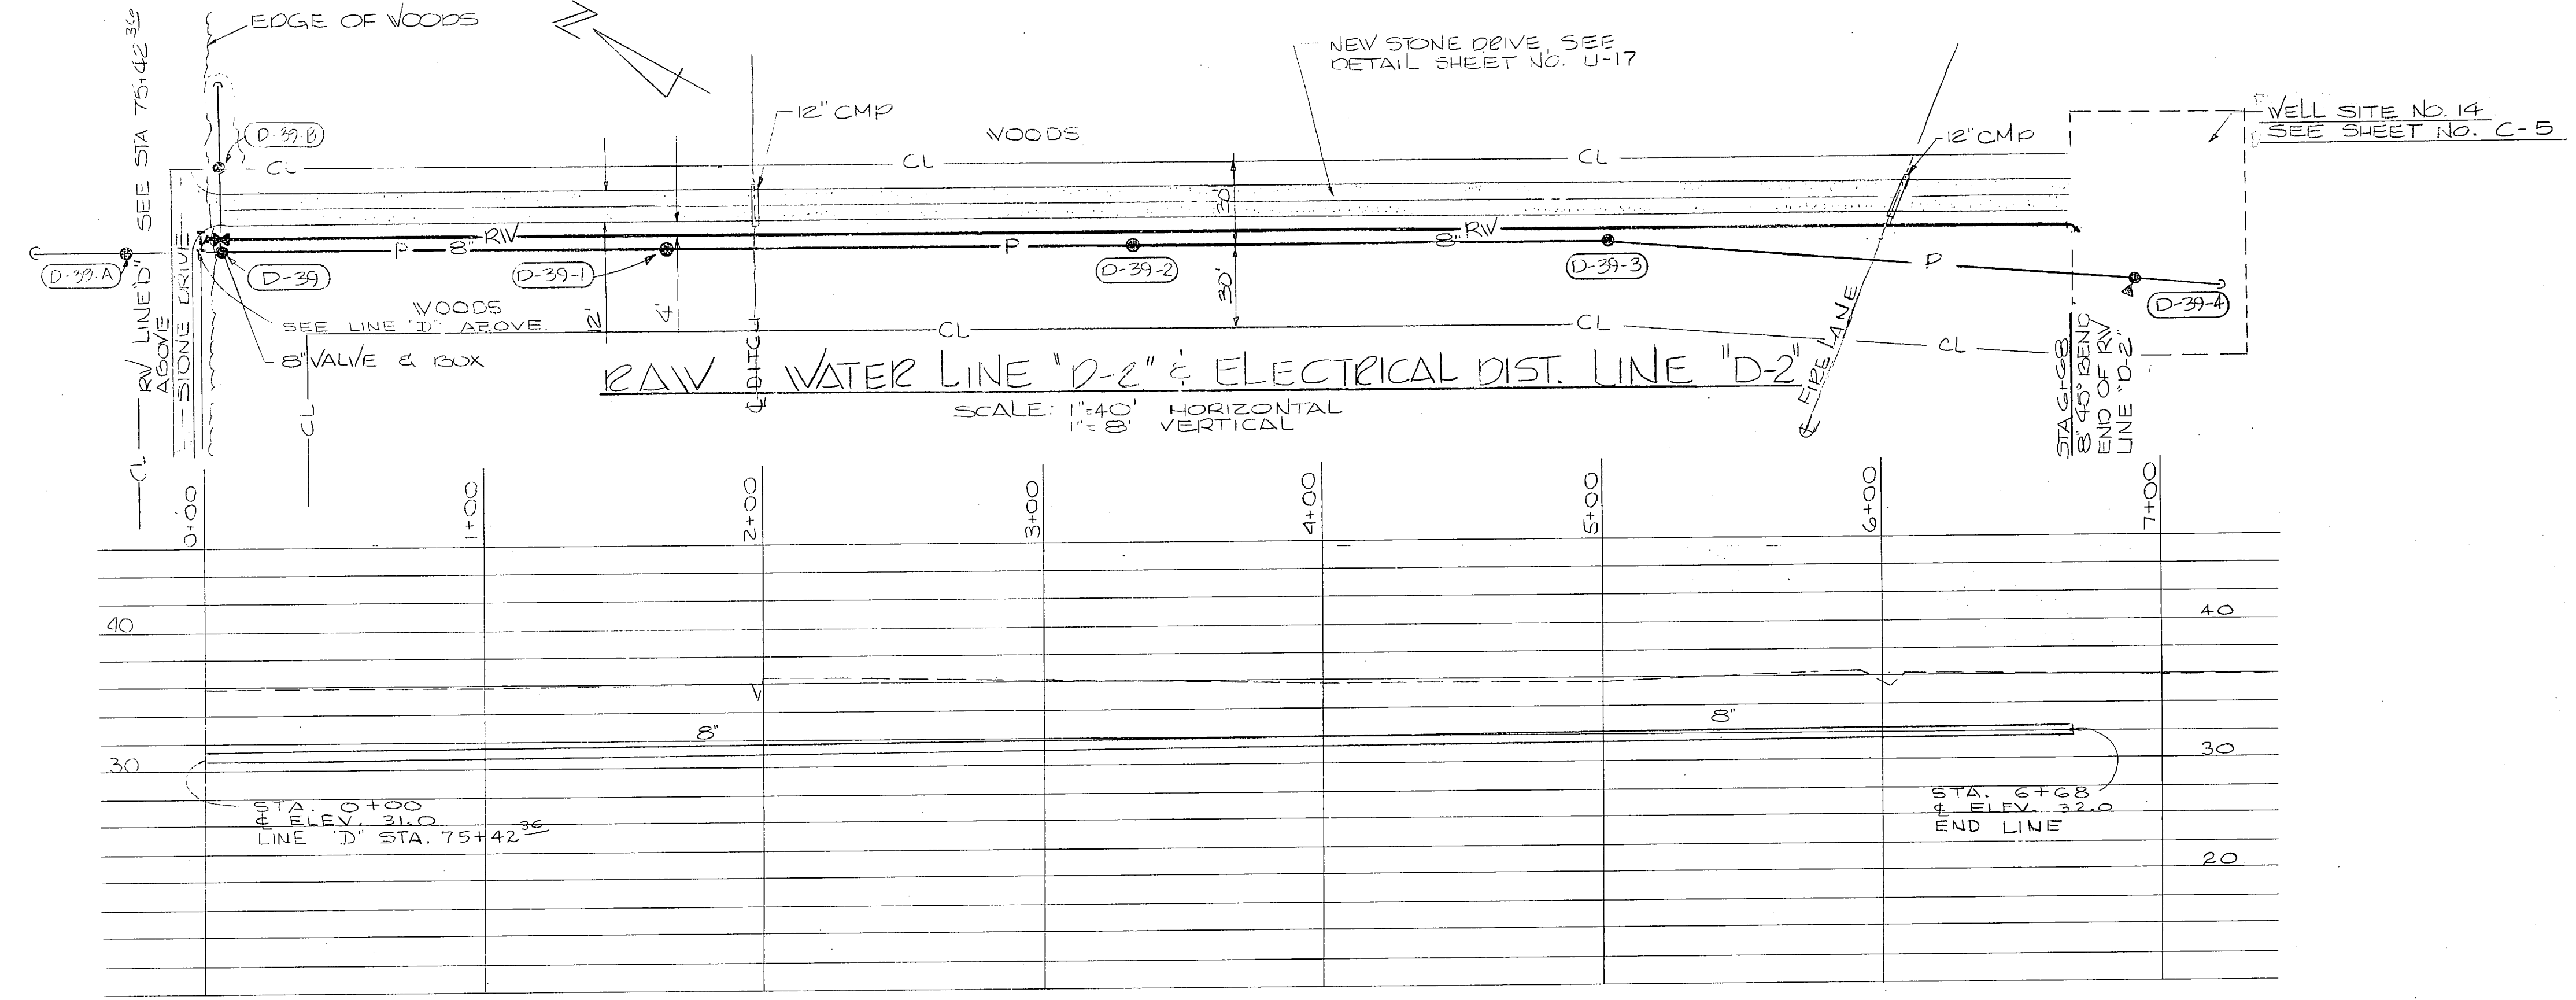 EDGE OF WOODS
N
NEW STONE DRIVE, SEE
DETAIL SHEET NO. U-17
RW LINE "D" SEE STA 75+42 36
ABOVE
D-39-B
12" CMP
WOODS
12" CMP
WELL SITE NO. 14
SEE SHEET NO. C-5
CL
CL
CL
30'
STONE DRIVE
RW
8" RW
P
8"
P
D-39-A
D-39
D-39-1
D-39-2
D-39-3
P
D-39-4
WOODS
SEE LINE "D" ABOVE.
12'
4'
30'
CL
CL
CL
8" VALVE & BOX
CL
CL
℄ DITCH
FIRE LANE
STA 6+68
8" 45° BEND
END OF RW
LINE "D-2"
RAW WATER LINE "D-2" & ELECTRICAL DIST. LINE "D-2"
SCALE: 1"=40' HORIZONTAL
1"=8' VERTICAL
0+00
1+00
2+00
3+00
4+00
5+00
6+00
7+00
40
40
8"
8"
30
30
STA. 0+00
℄ ELEV. 31.0
LINE "D" STA. 75+42 36
STA. 6+68
℄ ELEV. 32.0
END LINE
20